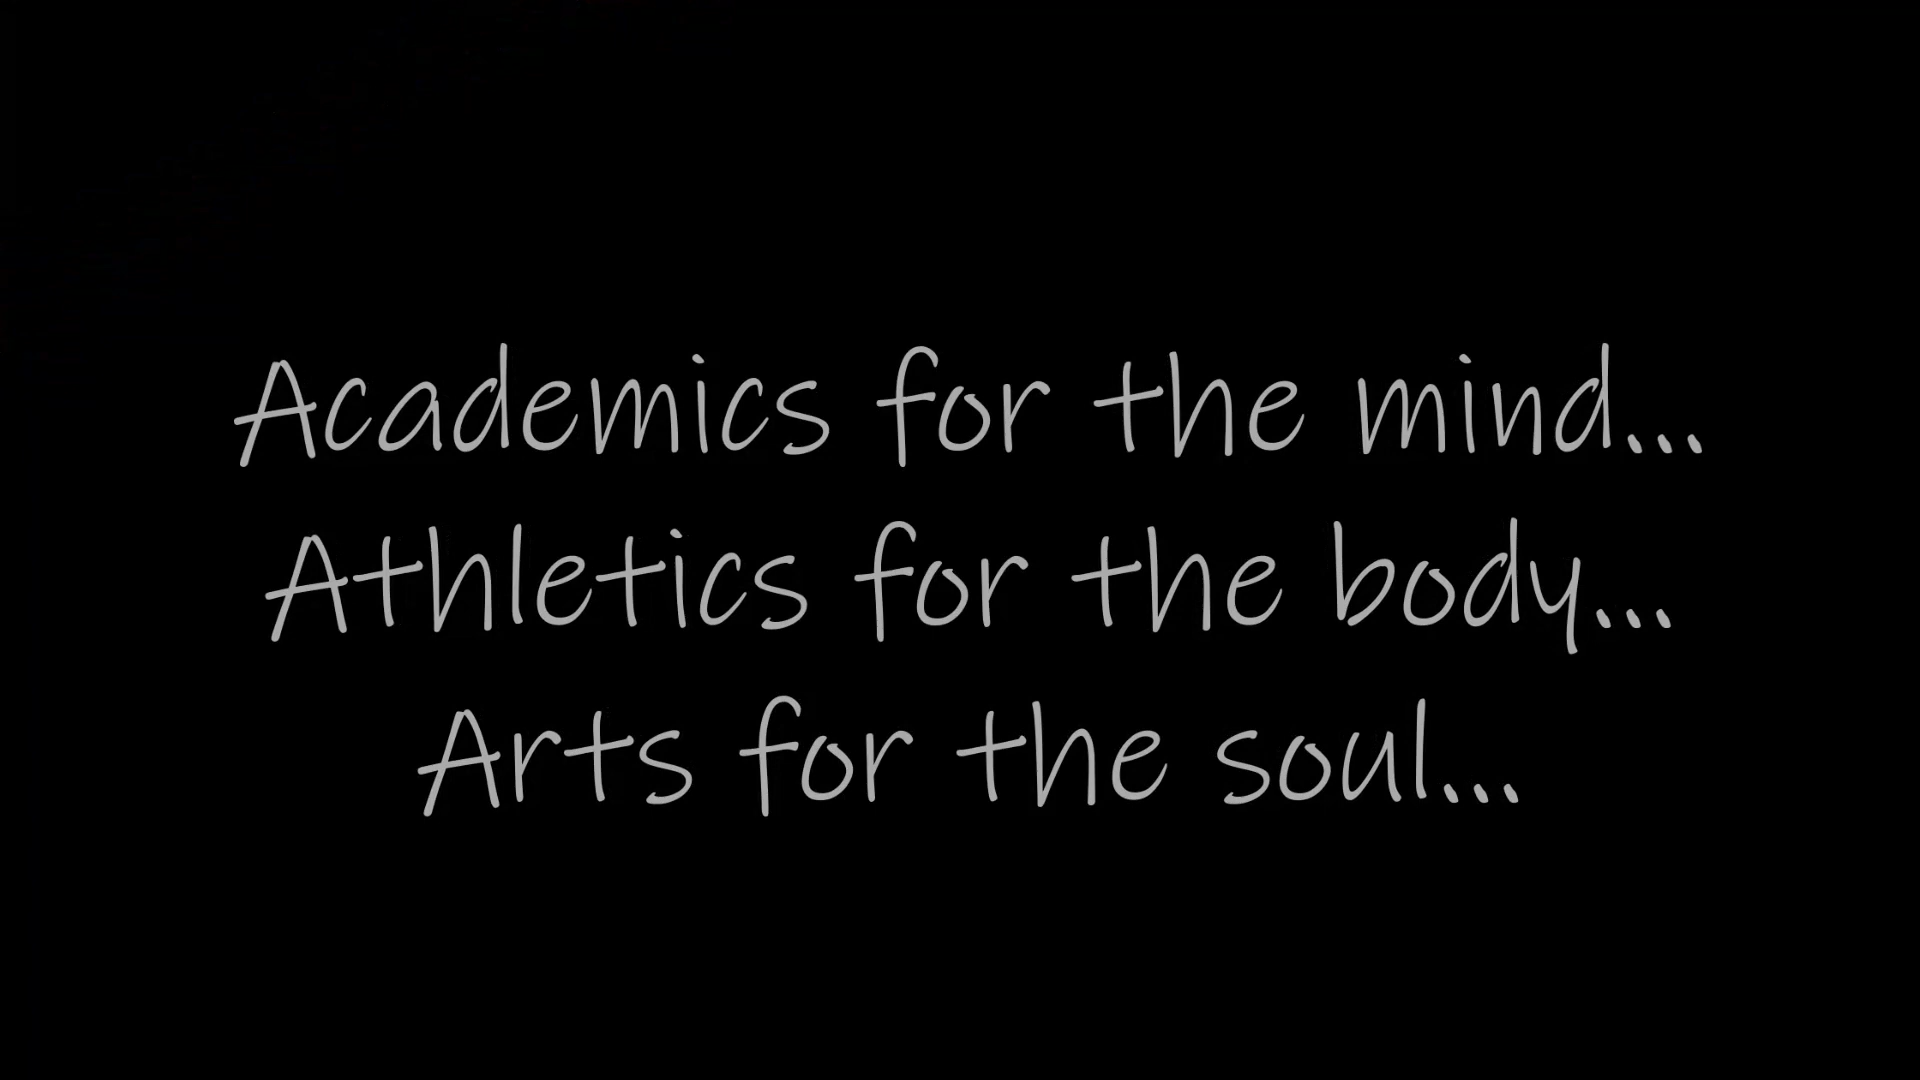 Academics for the mind...
Athletics for the body...
Arts for the soul...